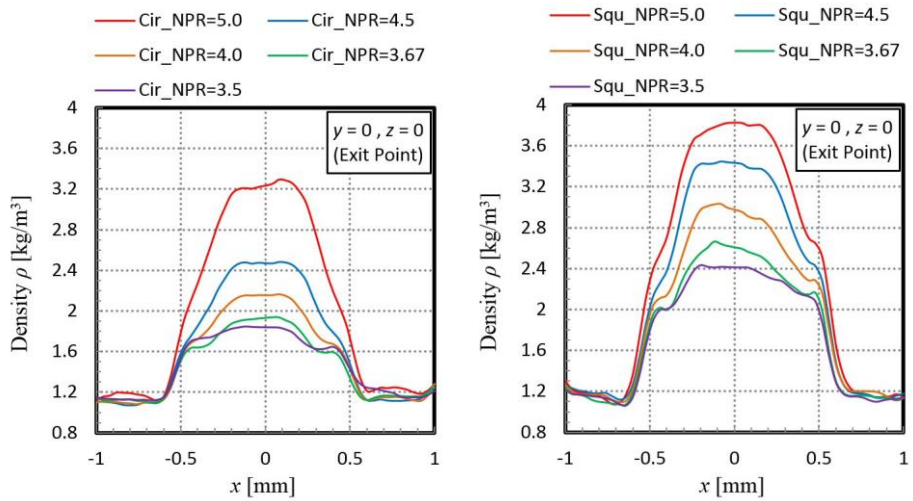 Cir_NPR=5.0 Cir_NPR=4.5
Cir_NPR=4.0 Cir_NPR=3.67
Cir_NPR=3.5
4
3.6
3.2
2.8
2.4
2
1.6
1.2
0.8
Density ρ [kg/m³]
y = 0 , z = 0
(Exit Point)
-1 -0.5 0 0.5 1
x [mm]
Squ_NPR=5.0 Squ_NPR=4.5
Squ_NPR=4.0 Squ_NPR=3.67
Squ_NPR=3.5
4
3.6
3.2
2.8
2.4
2
1.6
1.2
0.8
Density ρ [kg/m³]
y = 0 , z = 0
(Exit Point)
-1 -0.5 0 0.5 1
x [mm]